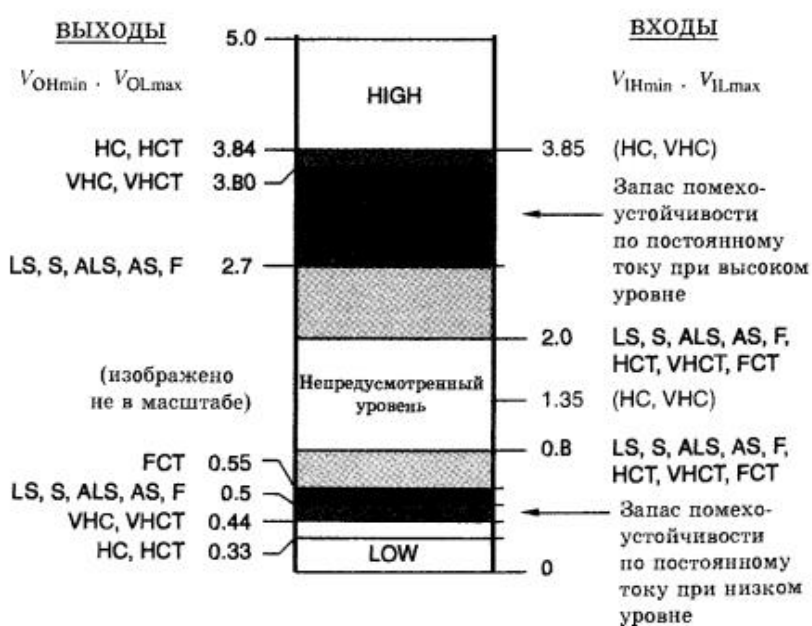 ВЫХОДЫ
V_OHmin . V_OLmax
HC, HCT 3.84
VHC, VHCT 3.80
LS, S, ALS, AS, F 2.7
(изображено
не в масштабе)
FCT 0.55
LS, S, ALS, AS, F 0.5
VHC, VHCT 0.44
HC, HCT 0.33
5.0
HIGH
Непредусмотренный
уровень
LOW
ВХОДЫ
V_IHmin . V_ILmax
3.85 (HC, VHC)
Запас помехо-
устойчивости
по постоянному
току при высоком
уровне
2.0 LS, S, ALS, AS, F,
HCT, VHCT, FCT
1.35 (HC, VHC)
0.8 LS, S, ALS, AS, F,
HCT, VHCT, FCT
Запас помехо-
устойчивости
по постоянному
току при низком
уровне
0